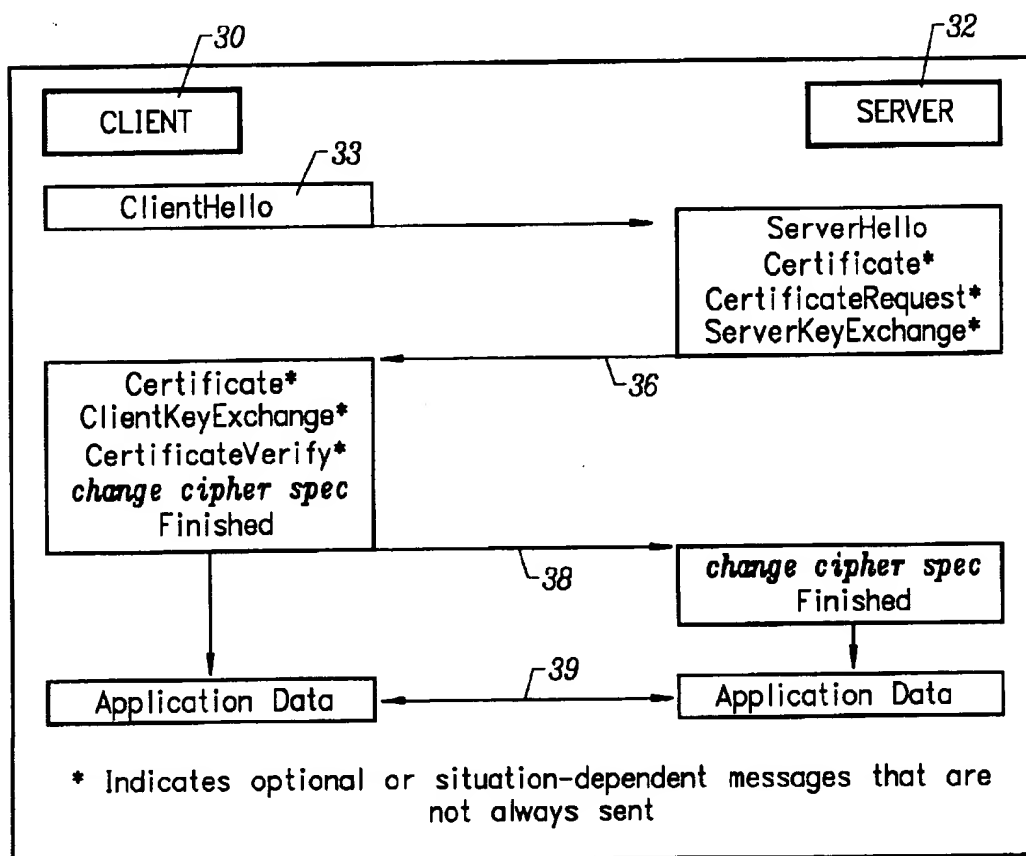 30
32
CLIENT
SERVER
33
ClientHello
ServerHello
Certificate*
CertificateRequest*
ServerKeyExchange*
36
Certificate*
ClientKeyExchange*
CertificateVerify*
change cipher spec
Finished
38
change cipher spec
Finished
39
Application Data
Application Data
* Indicates optional or situation-dependent messages that are
not always sent